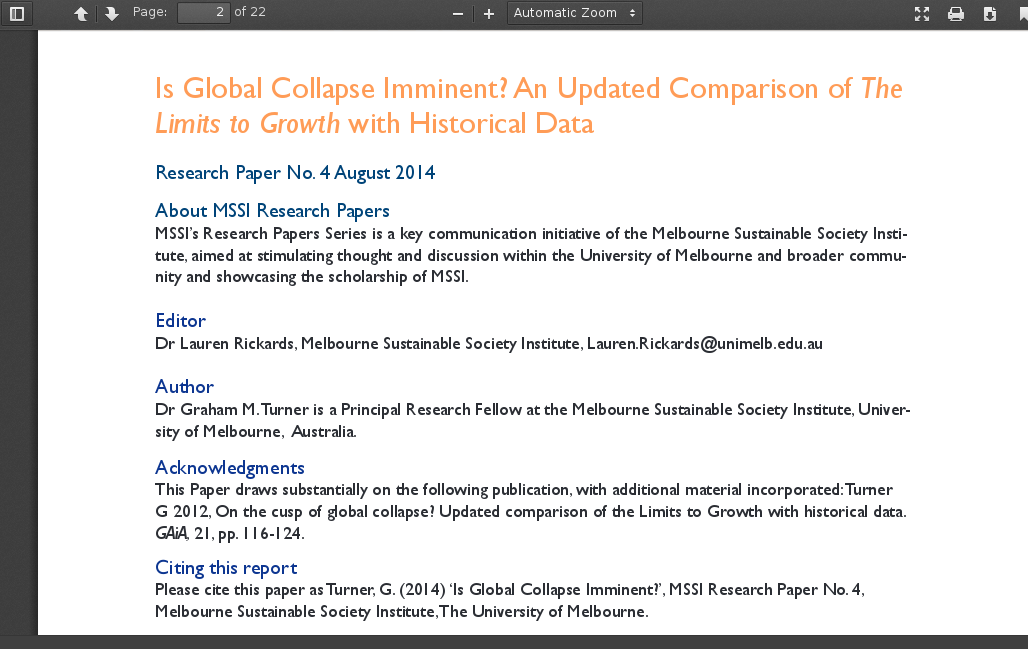 Page: 2 of 22 Automatic Zoom
Is Global Collapse Imminent? An Updated Comparison of The
Limits to Growth with Historical Data
Research Paper No. 4 August 2014
About MSSI Research Papers
MSSI's Research Papers Series is a key communication initiative of the Melbourne Sustainable Society Insti-
tute, aimed at stimulating thought and discussion within the University of Melbourne and broader commu-
nity and showcasing the scholarship of MSSI.
Editor
Dr Lauren Rickards, Melbourne Sustainable Society Institute, Lauren.Rickards@unimelb.edu.au
Author
Dr Graham M. Turner is a Principal Research Fellow at the Melbourne Sustainable Society Institute, Univer-
sity of Melbourne, Australia.
Acknowledgments
This Paper draws substantially on the following publication, with additional material incorporated: Turner
G 2012, On the cusp of global collapse? Updated comparison of the Limits to Growth with historical data.
GAiA, 21, pp. 116-124.
Citing this report
Please cite this paper as Turner, G. (2014) ‘Is Global Collapse Imminent?’, MSSI Research Paper No. 4,
Melbourne Sustainable Society Institute, The University of Melbourne.